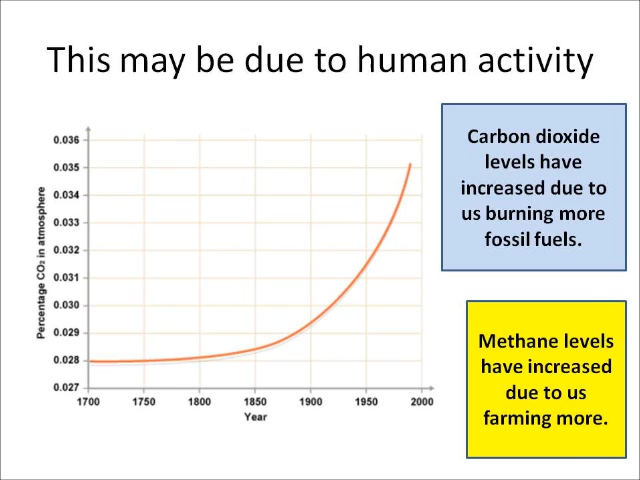 This may be due to human activity
0.036
0.035
0.034
0.033
0.032
0.031
0.030
0.029
0.028
0.027
Percentage CO₂ in atmosphere
1700 1750 1800 1850 1900 1950 2000
Year
Carbon dioxide
levels have
increased due to
us burning more
fossil fuels.
Methane levels
have increased
due to us
farming more.